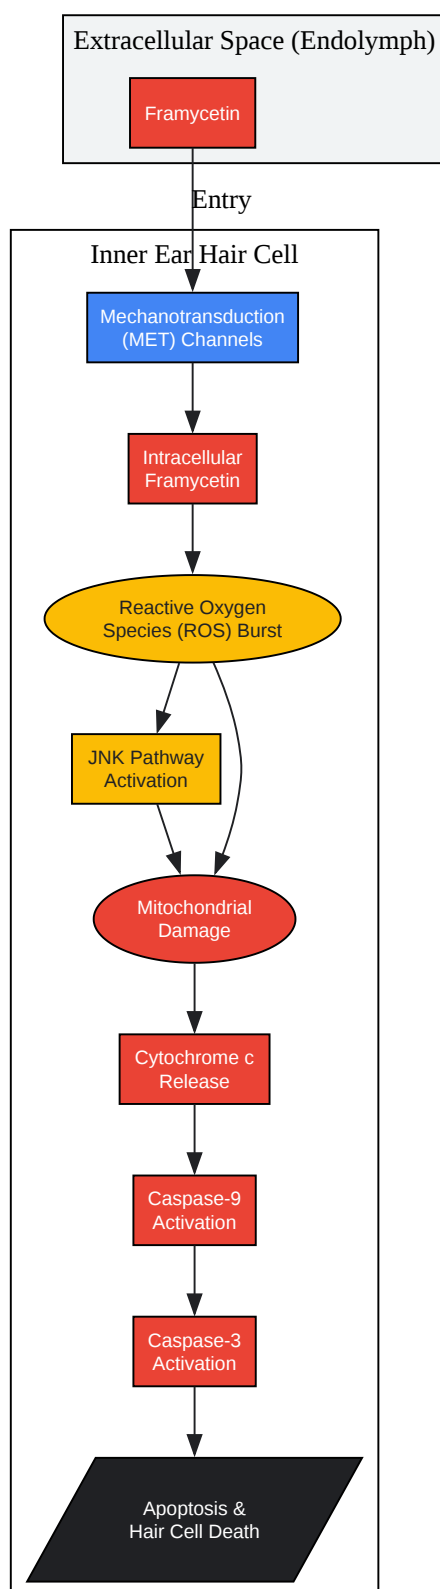 Extracellular Space (Endolymph)
Framycetin
Entry
Inner Ear Hair Cell
Mechanotransduction
(MET) Channels
Intracellular
Framycetin
Reactive Oxygen
Species (ROS) Burst
JNK Pathway
Activation
Mitochondrial
Damage
Cytochrome c
Release
Caspase-9
Activation
Caspase-3
Activation
Apoptosis &
Hair Cell Death